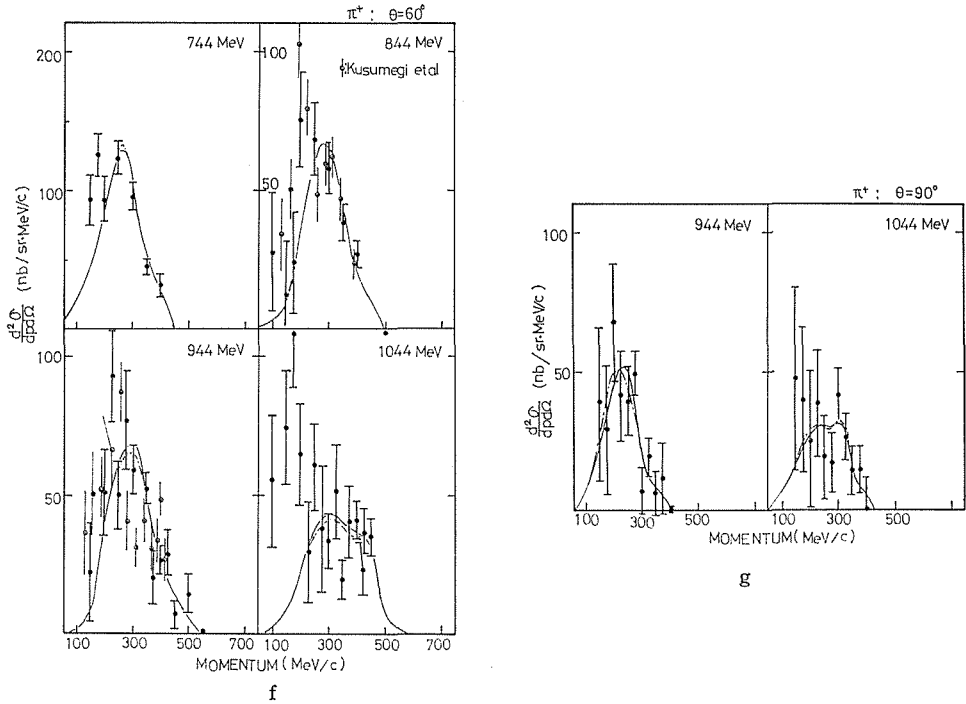 π⁺ : θ=60°
744 MeV
844 MeV
Kusumegi etal
200
100
100
50
d²σ/dpdΩ (nb/sr·MeV/c)
944 MeV
1044 MeV
100
50
100 300 500 700
100 300 500 700
MOMENTUM (MeV/c)
f
π⁺ : θ=90°
944 MeV
1044 MeV
100
50
d²σ/dpdΩ (nb/sr·MeV/c)
100 300 500
100 300 500
MOMENTUM (MeV/c)
g